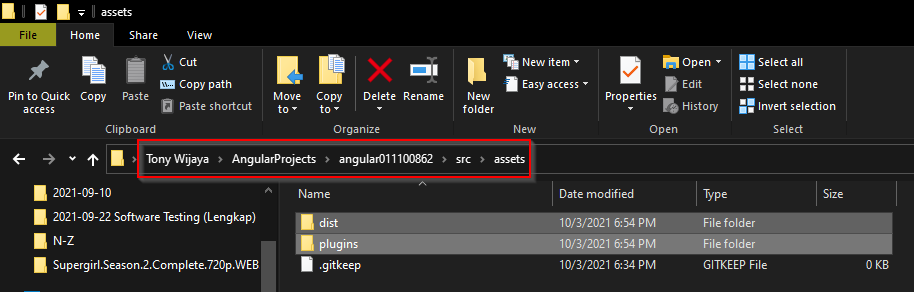 assets
File Home Share View
Pin to Quick access
Copy
Paste
Cut
Copy path
Paste shortcut
Clipboard
Move to
Copy to
Delete
Rename
Organize
New folder
New item
Easy access
New
Properties
Open
Edit
History
Open
Select all
Select none
Invert selection
Select
Tony Wijaya > AngularProjects > angular011100862 > src > assets
2021-09-10
2021-09-22 Software Testing (Lengkap)
N-Z
Supergirl.Season.2.Complete.720p.WEB
Name Date modified Type Size
dist 10/3/2021 6:54 PM File folder
plugins 10/3/2021 6:54 PM File folder
.gitkeep 10/3/2021 6:34 PM GITKEEP File 0 KB